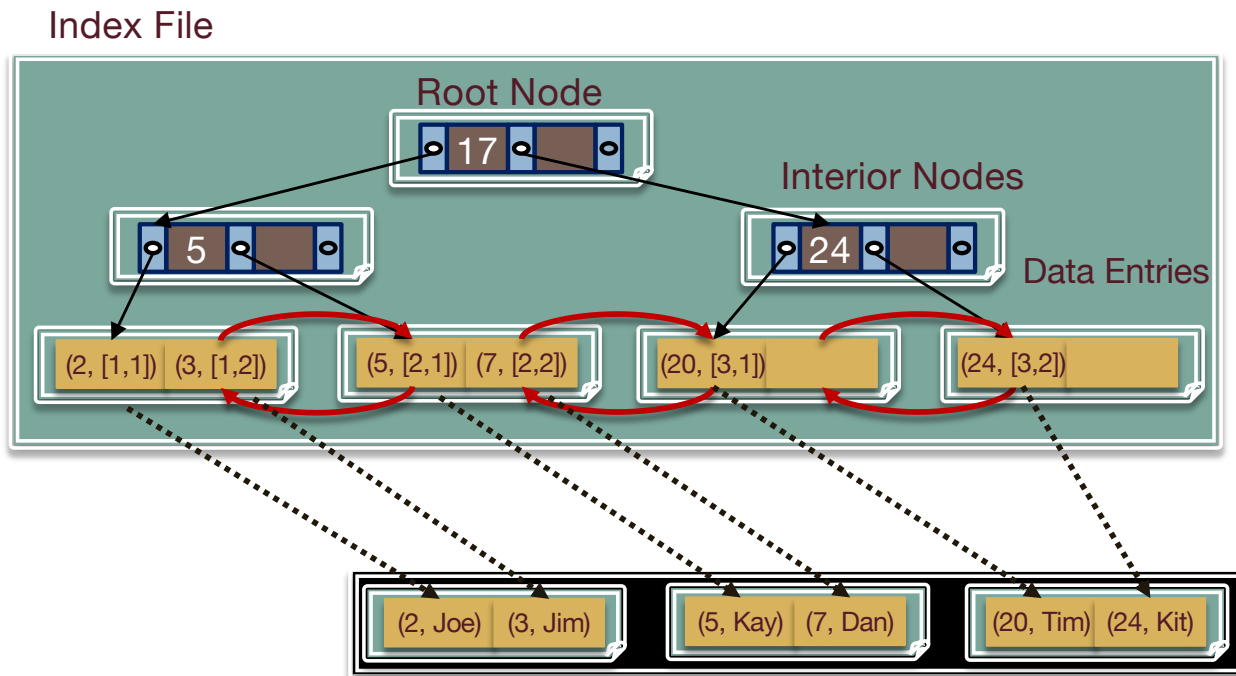 Index File
Root Node
17
Interior Nodes
5
24
Data Entries
(2, [1,1]) (3, [1,2]) (5, [2,1]) (7, [2,2]) (20, [3,1]) (24, [3,2])
(2, Joe) (3, Jim) (5, Kay) (7, Dan) (20, Tim) (24, Kit)